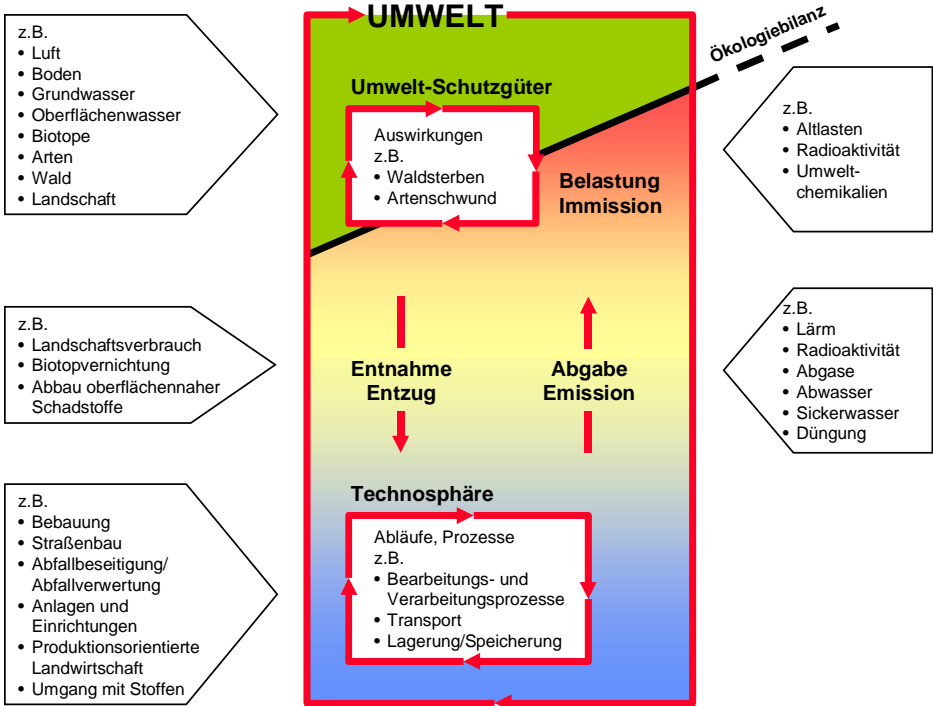 UMWELT
Ökologiebilanz
z.B.
• Luft
• Boden
• Grundwasser
• Oberflächenwasser
• Biotope
• Arten
• Wald
• Landschaft
Umwelt-Schutzgüter
Auswirkungen
z.B.
• Waldsterben
• Artenschwund
Belastung
Immission
z.B.
• Altlasten
• Radioaktivität
• Umwelt-
chemikalien
z.B.
• Landschaftsverbrauch
• Biotopvernichtung
• Abbau oberflächennaher
Schadstoffe
Entnahme
Entzug
Abgabe
Emission
z.B.
• Lärm
• Radioaktivität
• Abgase
• Abwasser
• Sickerwasser
• Düngung
z.B.
• Bebauung
• Straßenbau
• Abfallbeseitigung/
Abfallverwertung
• Anlagen und
Einrichtungen
• Produktionsorientierte
Landwirtschaft
• Umgang mit Stoffen
Technosphäre
Abläufe, Prozesse
z.B.
• Bearbeitungs- und
Verarbeitungsprozesse
• Transport
• Lagerung/Speicherung